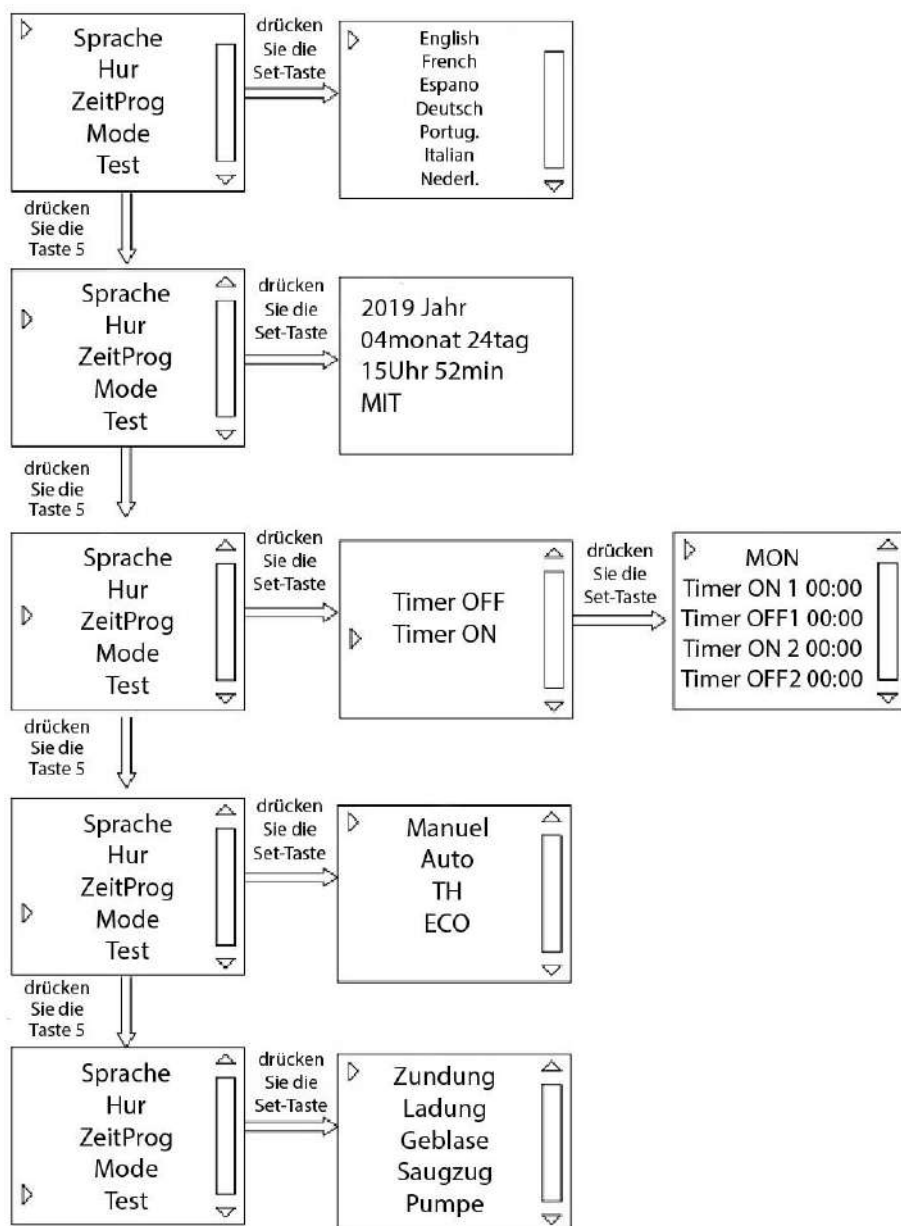 Sprache
Hur
ZeitProg
Mode
Test
drücken
Sie die
Set-Taste
English
French
Espano
Deutsch
Portug.
Italian
Nederl.
drücken
Sie die
Taste 5
Sprache
Hur
ZeitProg
Mode
Test
drücken
Sie die
Set-Taste
2019 Jahr
04monat 24tag
15Uhr 52min
MIT
drücken
Sie die
Taste 5
Sprache
Hur
ZeitProg
Mode
Test
drücken
Sie die
Set-Taste
Timer OFF
Timer ON
drücken
Sie die
Set-Taste
MON
Timer ON 1 00:00
Timer OFF1 00:00
Timer ON 2 00:00
Timer OFF2 00:00
drücken
Sie die
Taste 5
Sprache
Hur
ZeitProg
Mode
Test
drücken
Sie die
Set-Taste
Manuel
Auto
TH
ECO
drücken
Sie die
Taste 5
Sprache
Hur
ZeitProg
Mode
Test
drücken
Sie die
Set-Taste
Zundung
Ladung
Geblase
Saugzug
Pumpe